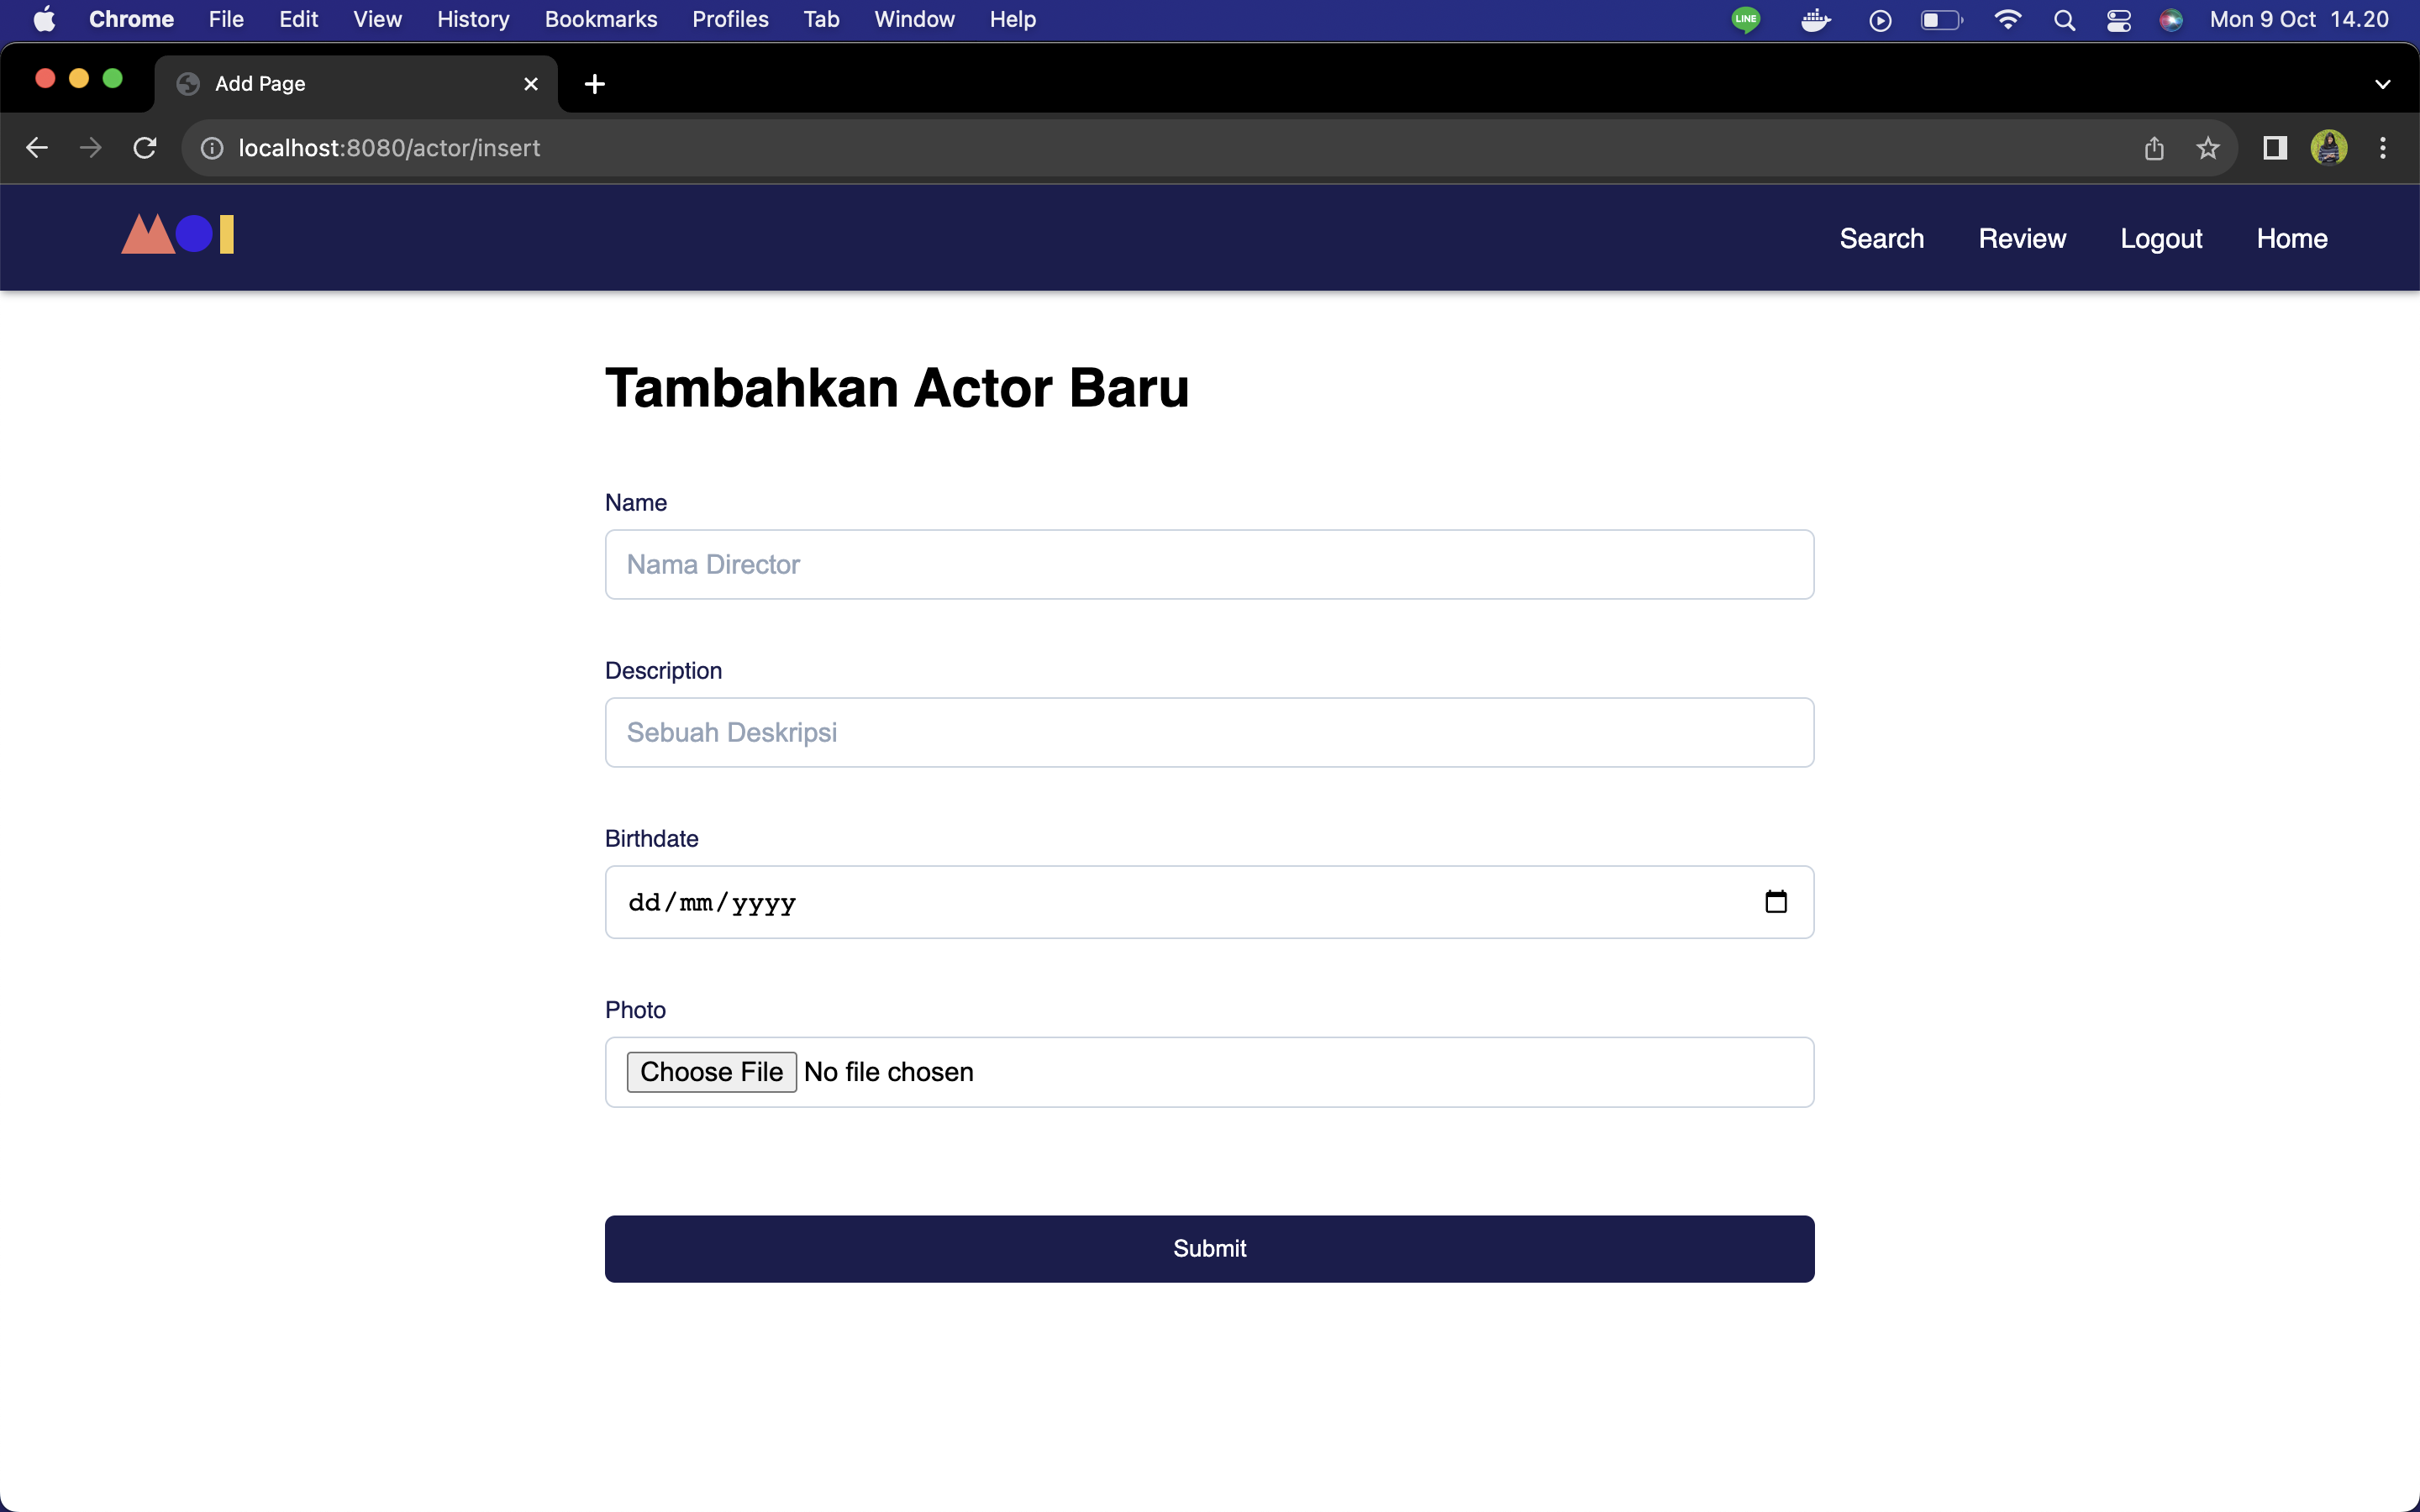 Chrome File Edit View History Bookmarks Profiles Tab Window Help LINE Mon 9 Oct 14.20
Add Page
localhost:8080/actor/insert
MOI Search Review Logout Home
Tambahkan Actor Baru
Name
Nama Director
Description
Sebuah Deskripsi
Birthdate
dd/mm/yyyy
Photo
Choose File No file chosen
Submit